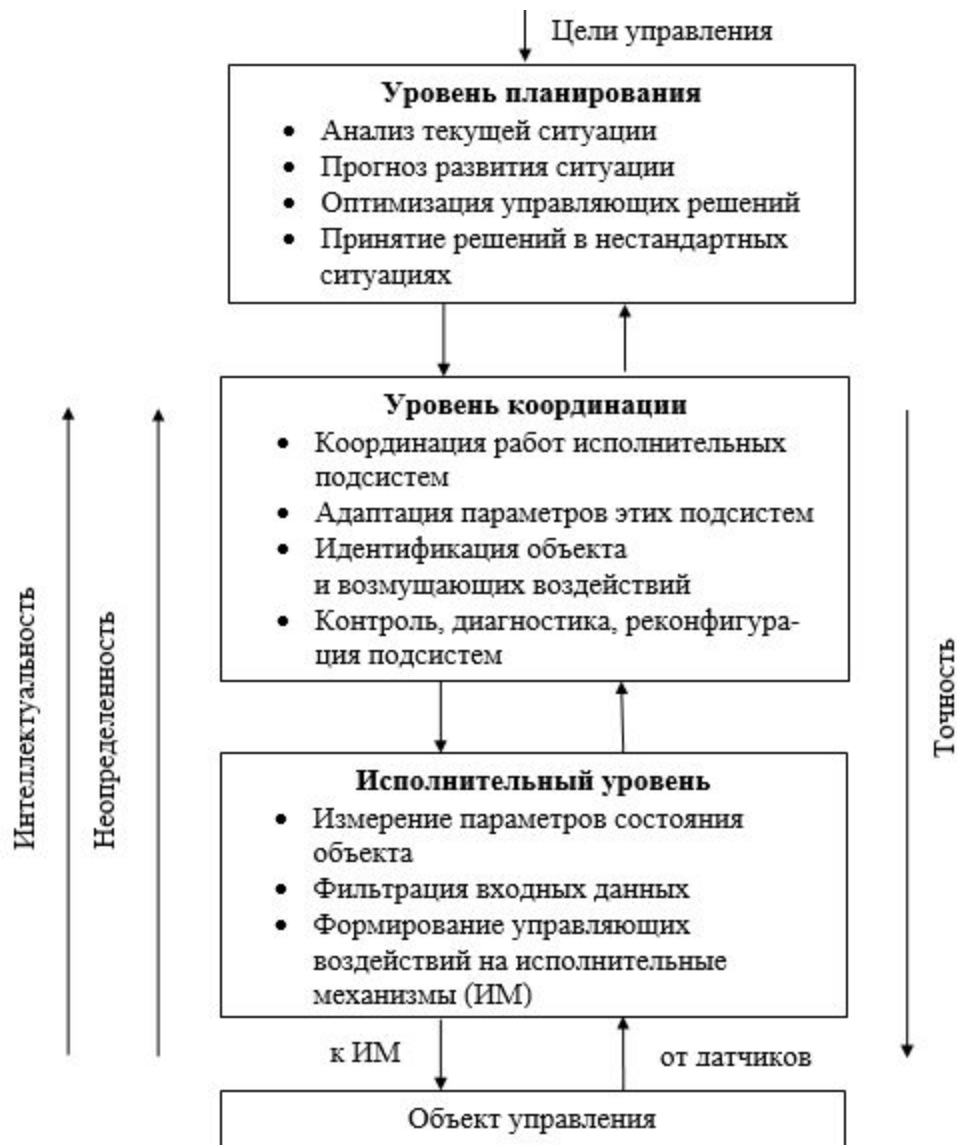 Цели управления
Уровень планирования
• Анализ текущей ситуации
• Прогноз развития ситуации
• Оптимизация управляющих решений
• Принятие решений в нестандартных
ситуациях
Уровень координации
• Координация работ исполнительных
подсистем
• Адаптация параметров этих подсистем
• Идентификация объекта
и возмущающих воздействий
• Контроль, диагностика, реконфигура-
ция подсистем
Интеллектуальность
Неопределенность
Точность
Исполнительный уровень
• Измерение параметров состояния
объекта
• Фильтрация входных данных
• Формирование управляющих
воздействий на исполнительные
механизмы (ИМ)
к ИМ
от датчиков
Объект управления